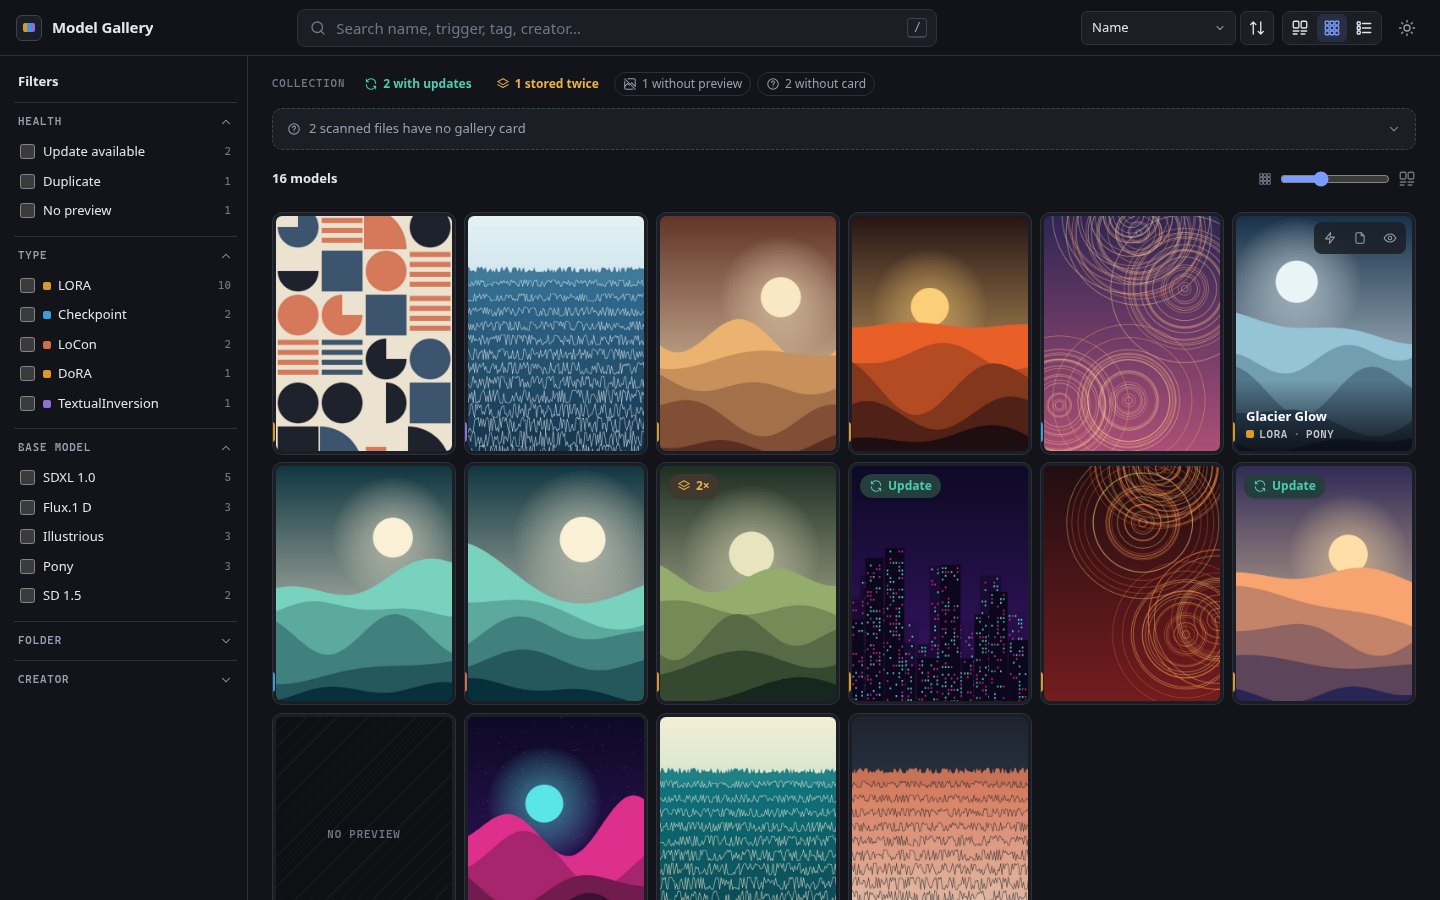 Model Gallery
Search name, trigger, tag, creator...
/
Name
Filters
HEALTH
Update available 2
Duplicate 1
No preview 1
TYPE
LORA 10
Checkpoint 2
LoCon 2
DoRA 1
TextualInversion 1
BASE MODEL
SDXL 1.0 5
Flux.1 D 3
Illustrious 3
Pony 3
SD 1.5 2
FOLDER
CREATOR
COLLECTION 2 with updates 1 stored twice 1 without preview 2 without card
2 scanned files have no gallery card
16 models
Glacier Glow
LORA · PONY
2×
Update
Update
NO PREVIEW